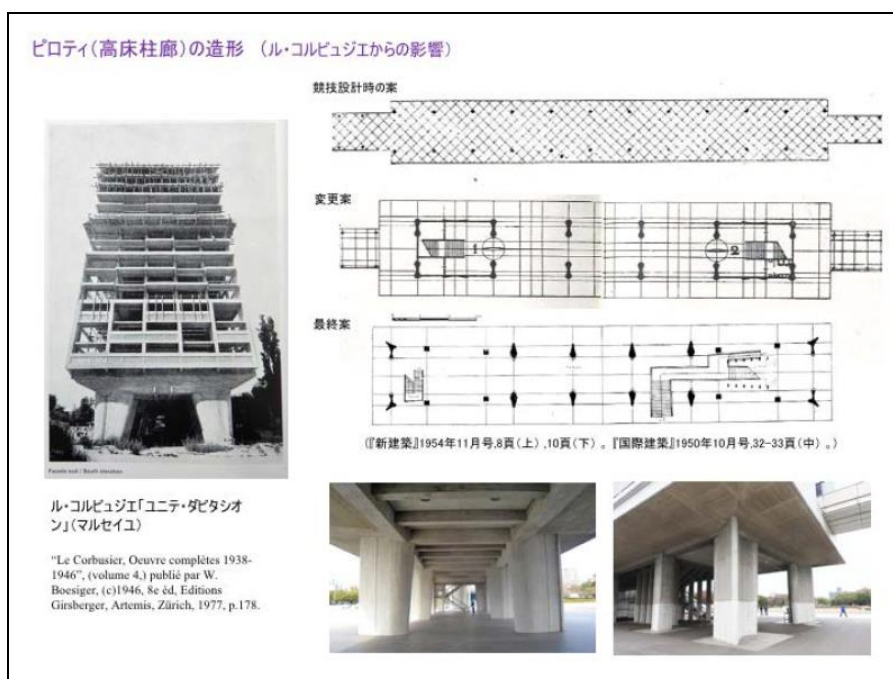 ピロティ(高床柱廊)の造形 (ル・コルビュジエからの影響)
競技設計時の案
変更案
1
2
最終案
(『新建築』1954年11月号,8頁(上),10頁(下)。『国際建築』1950年10月号,32-33頁(中)。)
Façade sud / South elevation
ル・コルビュジエ「ユニテ・ダビタシオ
ン」(マルセイユ)
"Le Corbusier, Oeuvre complètes 1938-
1946", (volume 4,) publié par W.
Boesiger, (c)1946, 8e éd, Editions
Girsberger, Artemis, Zürich, 1977, p.178.